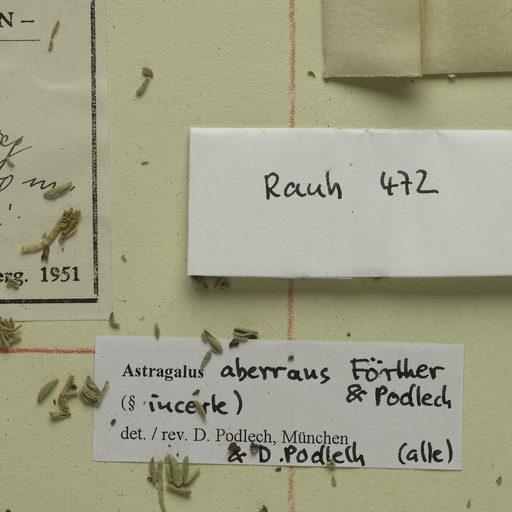 N –
m.
erg. 1951
Rauh 472
Astragalus aberrans Förther
& Podlech
(§ incerte)
det. / rev. D. Podlech, München
& D. Podlech (alle)